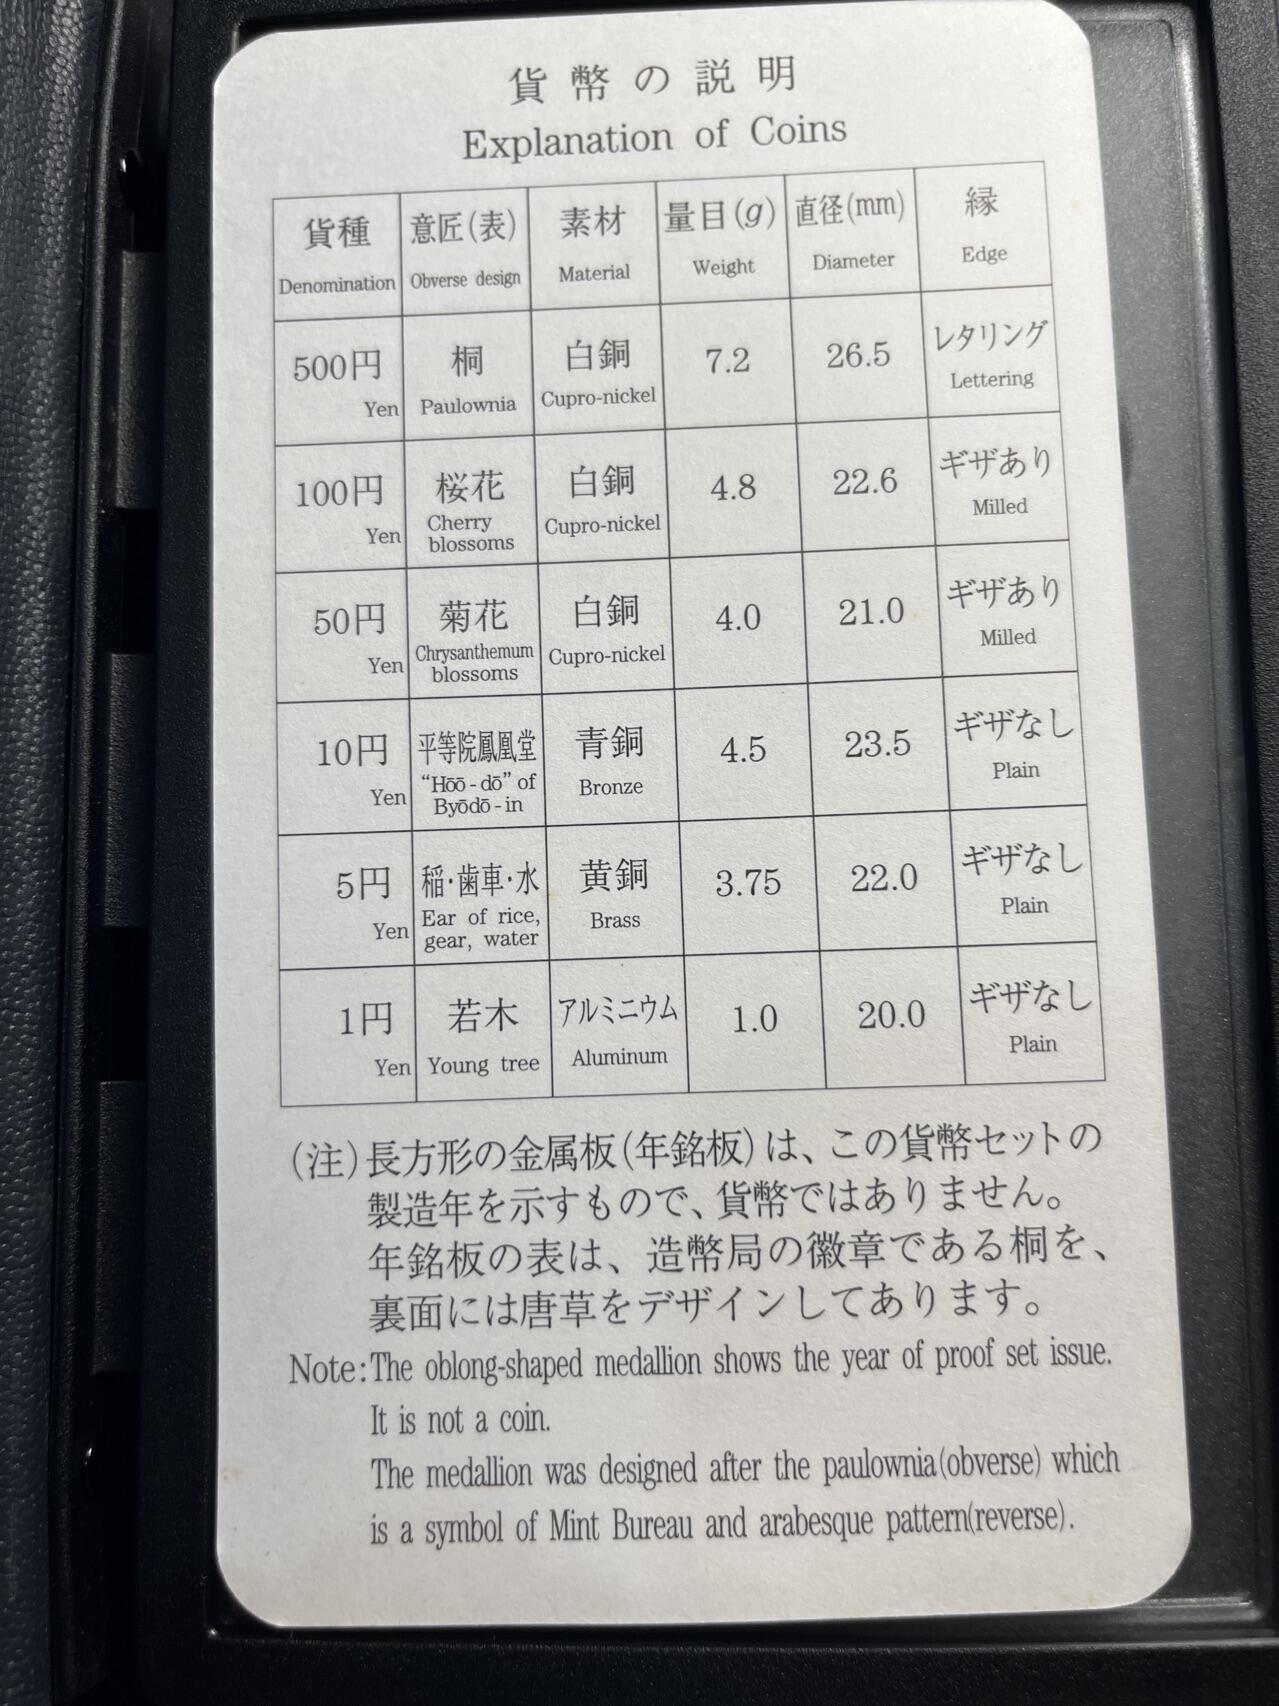 貨幣の説明
Explanation of Coins
貨種 意匠(表) 素材 量目(g) 直径(mm) 縁
Denomination Obverse design Material Weight Diameter Edge
500円 桐 白銅 7.2 26.5 レタリング
Yen Paulownia Cupro-nickel Lettering
100円 桜花 白銅 4.8 22.6 ギザあり
Yen Cherry blossoms Cupro-nickel Milled
50円 菊花 白銅 4.0 21.0 ギザあり
Yen Chrysanthemum blossoms Cupro-nickel Milled
10円 平等院鳳凰堂 青銅 4.5 23.5 ギザなし
Yen “Hōō-dō” of Byōdō-in Bronze Plain
5円 稲・歯車・水 黄銅 3.75 22.0 ギザなし
Yen Ear of rice, gear, water Brass Plain
1円 若木 アルミニウム 1.0 20.0 ギザなし
Yen Young tree Aluminum Plain
(注)長方形の金属板(年銘板)は、この貨幣セットの
製造年を示すもので、貨幣ではありません。
年銘板の表は、造幣局の徽章である桐を、
裏面には唐草をデザインしてあります。
Note:The oblong-shaped medallion shows the year of proof set issue.
It is not a coin.
The medallion was designed after the paulownia(obverse) which
is a symbol of Mint Bureau and arabesque pattern(reverse).